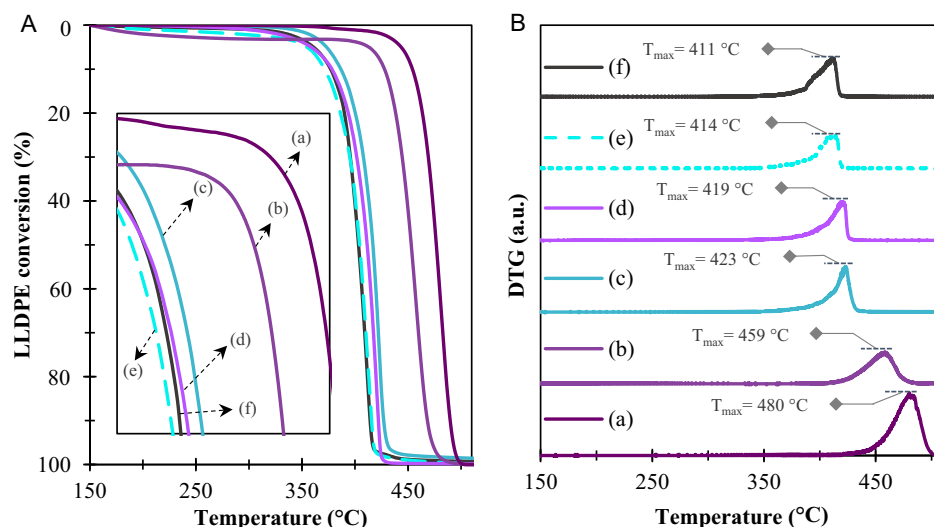 A
LLDPE conversion (%)
0
20
40
60
80
100
150
250
350
450
Temperature (°C)
(a)
(b)
(c)
(d)
(e)
(f)
B
DTG (a.u.)
(f)
Tmax= 411 °C
(e)
Tmax= 414 °C
(d)
Tmax= 419 °C
(c)
Tmax= 423 °C
(b)
Tmax= 459 °C
(a)
Tmax= 480 °C
150
250
350
450
Temperature (°C)